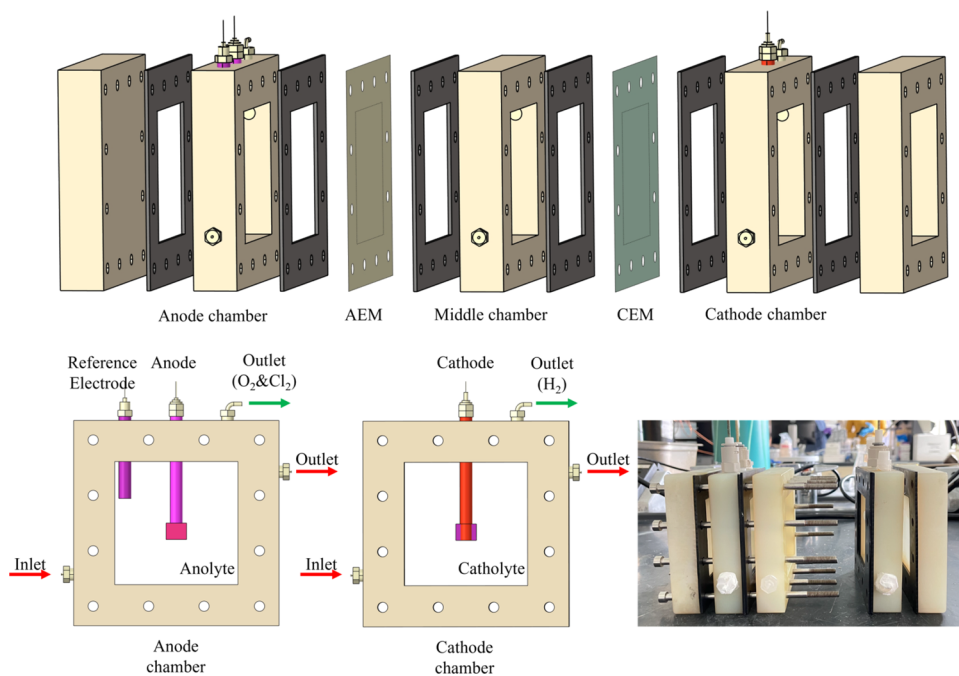 Anode chamber
AEM
Middle chamber
CEM
Cathode chamber
Reference
Electrode
Anode
Outlet
(O₂&Cl₂)
Outlet
Inlet
Anolyte
Anode
chamber
Cathode
Outlet
(H₂)
Outlet
Inlet
Catholyte
Cathode
chamber